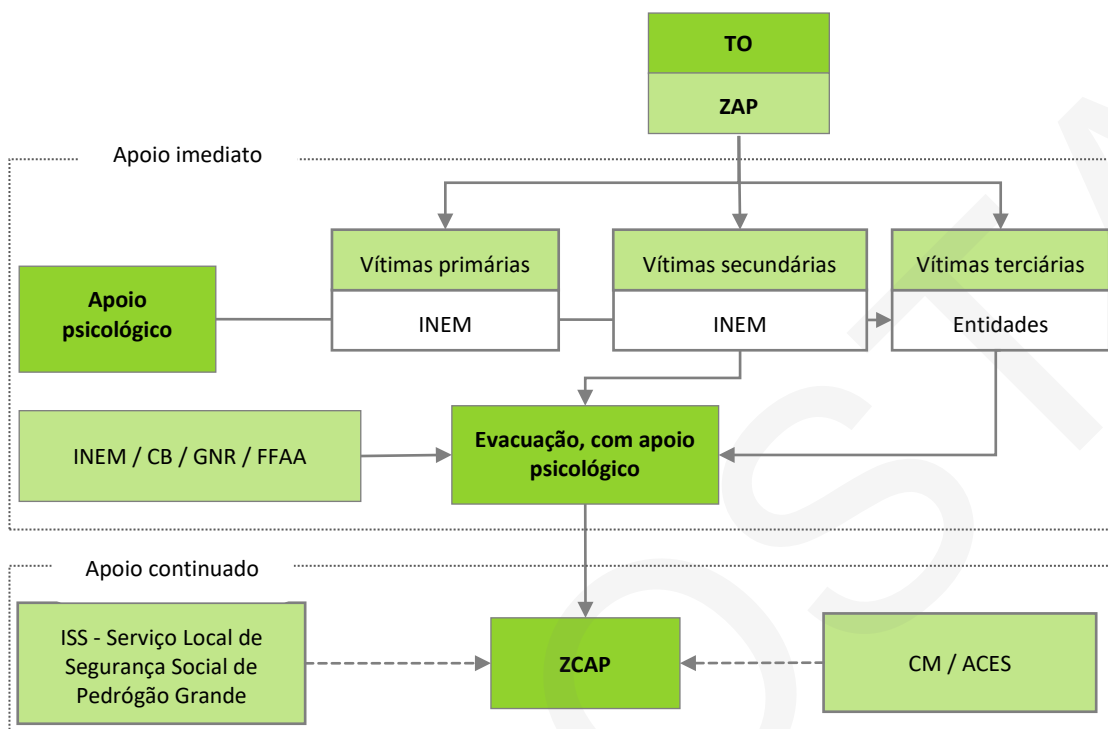 TO
ZAP
Apoio imediato
Vítimas primárias
INEM
Vítimas secundárias
INEM
Vítimas terciárias
Entidades
Apoio
psicológico
INEM / CB / GNR / FFAA
Evacuação, com apoio
psicológico
Apoio continuado
ISS - Serviço Local de
Segurança Social de
Pedrógão Grande
ZCAP
CM / ACES